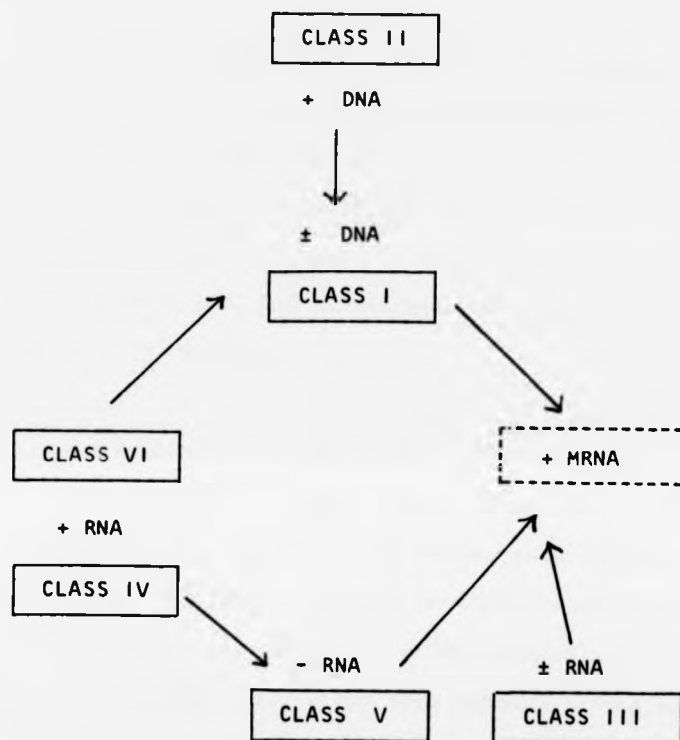 CLASS II
+ DNA
± DNA
CLASS I
CLASS VI
+ MRNA
+ RNA
CLASS IV
- RNA
± RNA
CLASS V
CLASS III